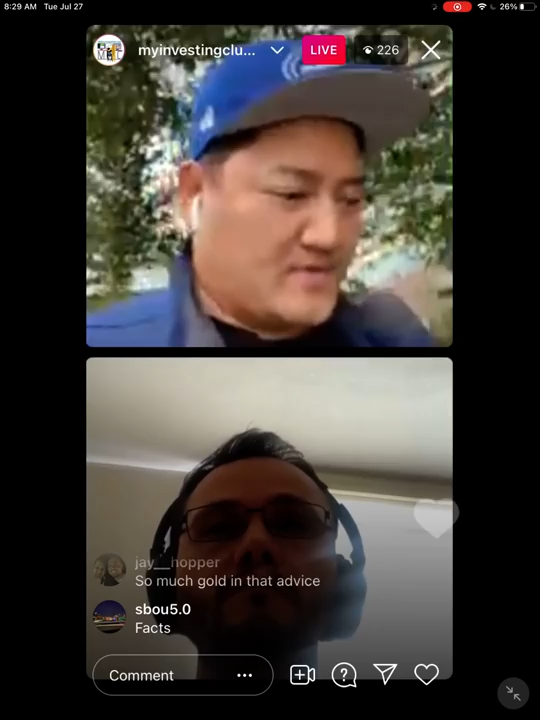 8:29 AM Tue Jul 27
26%
myinvestingclu...
LIVE
226
jay__hopper
So much gold in that advice
sbou5.0
Facts
Comment